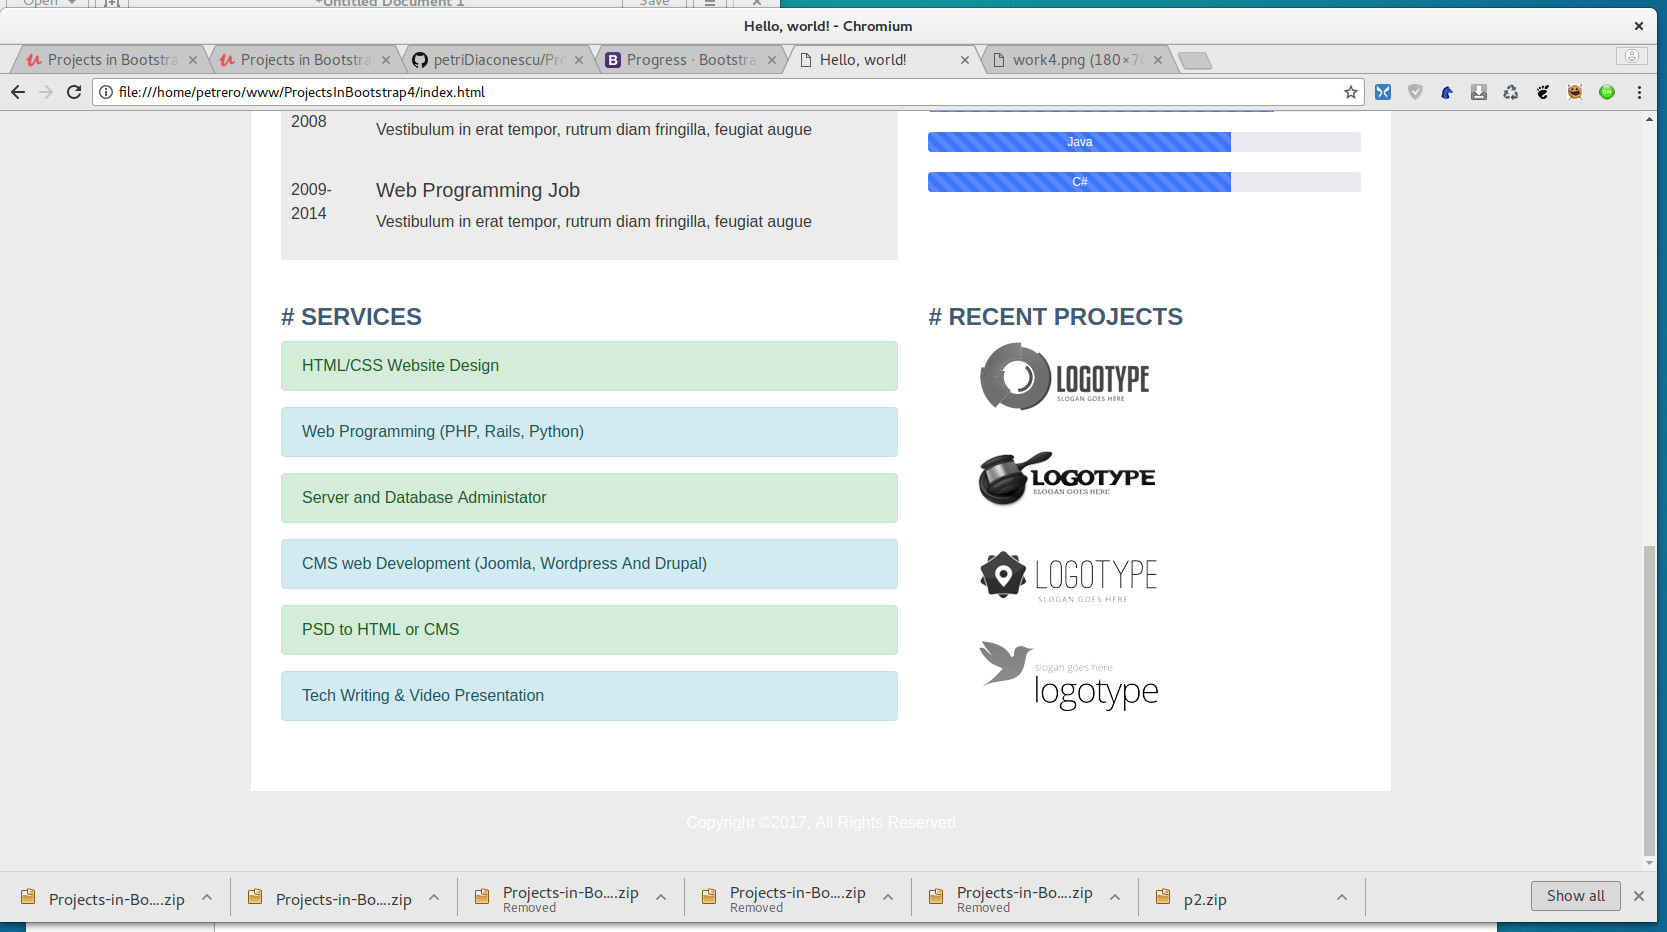 Open
*Untitled Document 1
Save
Hello, world! - Chromium
Projects in Bootstra
Projects in Bootstra
petriDiaconescu/Pro
Progress · Bootstra
Hello, world!
work4.png (180×70
file:///home/petrero/www/ProjectsInBootstrap4/index.html
2008
Vestibulum in erat tempor, rutrum diam fringilla, feugiat augue
Java
C#
2009-
2014
Web Programming Job
Vestibulum in erat tempor, rutrum diam fringilla, feugiat augue
# SERVICES
HTML/CSS Website Design
Web Programming (PHP, Rails, Python)
Server and Database Administator
CMS web Development (Joomla, Wordpress And Drupal)
PSD to HTML or CMS
Tech Writing & Video Presentation
# RECENT PROJECTS
LOGOTYPE
SLOGAN GOES HERE
LOGOTYPE
SLOGAN GOES HERE
LOGOTYPE
SLOGAN GOES HERE
slogan goes here
logotype
Copyright ©2017, All Rights Reserved
Projects-in-Bo....zip
Projects-in-Bo....zip
Projects-in-Bo....zip
Removed
Projects-in-Bo....zip
Removed
Projects-in-Bo....zip
Removed
p2.zip
Show all